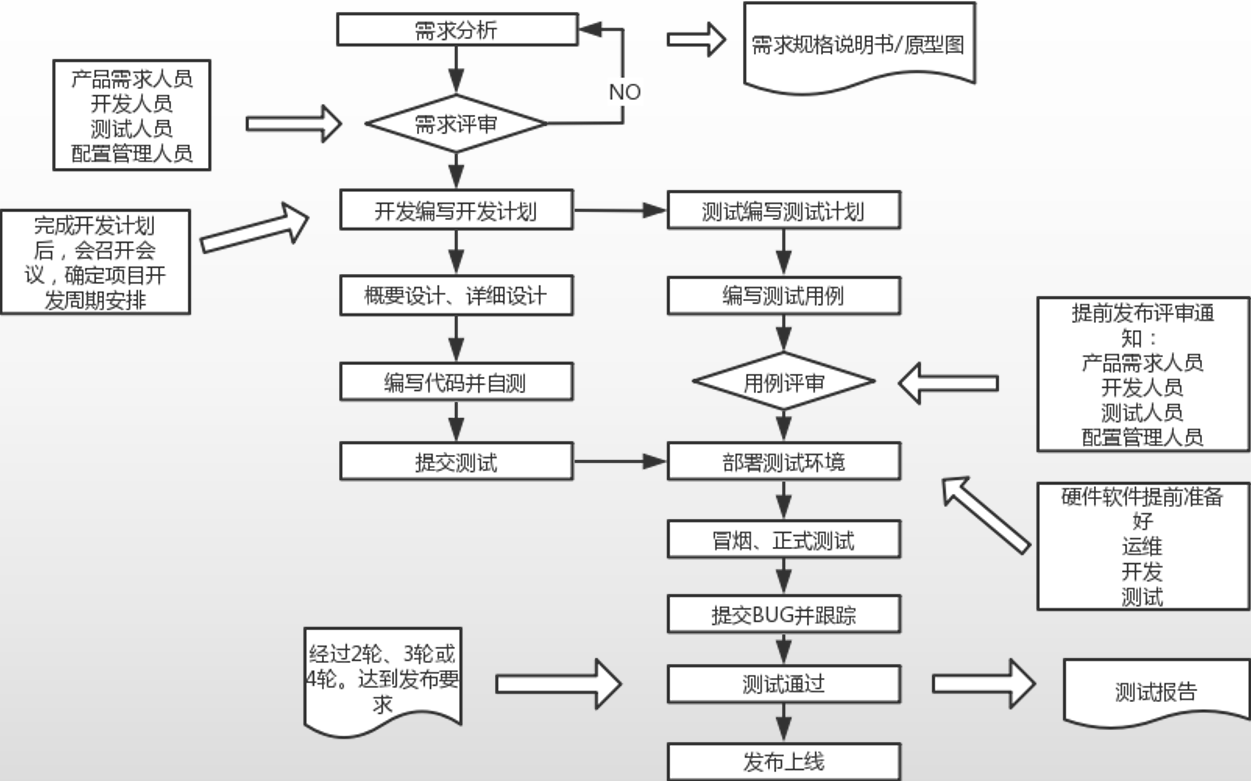 需求分析
需求规格说明书/原型图
NO
产品需求人员
开发人员
测试人员
配置管理人员
需求评审
开发编写开发计划
测试编写测试计划
完成开发计划
后，会召开会
议，确定项目开
发周期安排
概要设计、详细设计
编写测试用例
提前发布评审通
知：
产品需求人员
开发人员
测试人员
配置管理人员
编写代码并自测
用例评审
提交测试
部署测试环境
硬件软件提前准备
好
运维
开发
测试
冒烟、正式测试
提交BUG并跟踪
经过2轮、3轮或
4轮。达到发布要
求
测试通过
测试报告
发布上线